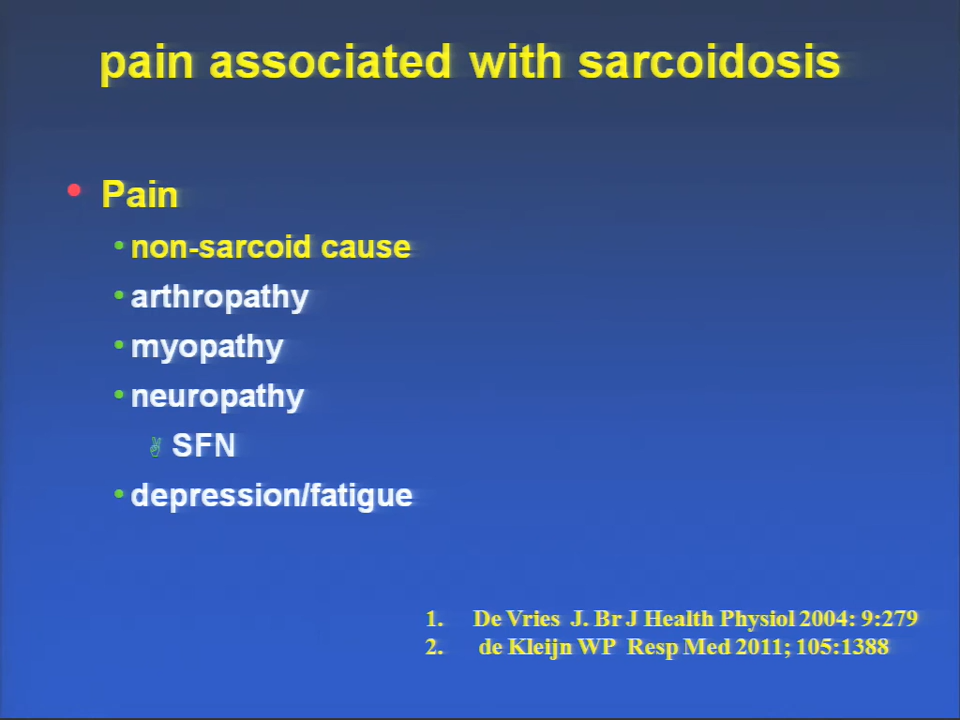 pain associated with sarcoidosis
• Pain
• non-sarcoid cause
• arthropathy
• myopathy
• neuropathy
✌ SFN
• depression/fatigue
1. De Vries J. Br J Health Physiol 2004: 9:279
2. de Kleijn WP Resp Med 2011; 105:1388